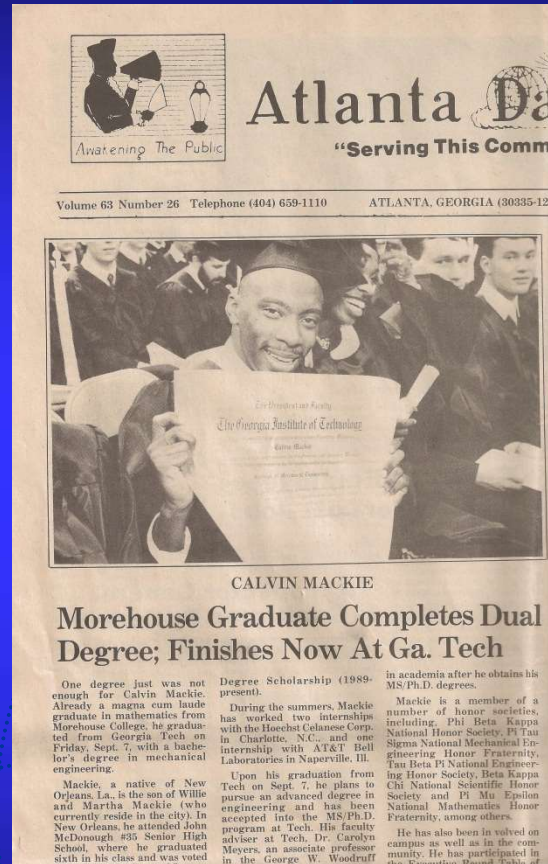 Awakening The Public
Atlanta Da
"Serving This Comm
Volume 63 Number 26 Telephone (404) 659-1110 ATLANTA, GEORGIA (30335-12
The Georgia Institute of Technology
Calvin Mackie
CALVIN MACKIE
Morehouse Graduate Completes Dual
Degree; Finishes Now At Ga. Tech
One degree just was not
enough for Calvin Mackie.
Already a magna cum laude
graduate in mathematics from
Morehouse College, he gradua-
ted from Georgia Tech on
Friday, Sept. 7, with a bache-
lor's degree in mechanical
engineering.
Mackie, a native of New
Orleans, La., is the son of Willie
and Martha Mackie (who
currently reside in the city). In
New Orleans, he attended John
McDonough #35 Senior High
School, where he graduated
sixth in his class and was voted
Degree Scholarship (1989-
present).
During the summers, Mackie
has worked two internships
with the Hoechst Celanese Corp.
in Charlotte, N.C., and one
internship with AT&T Bell
Laboratories in Naperville, Ill.
Upon his graduation from
Tech on Sept. 7, he plans to
pursue an advanced degree in
engineering and has been
accepted into the MS/Ph.D.
program at Tech. His faculty
adviser at Tech, Dr. Carolyn
Meyers, an associate professor
in the George W. Woodruff
in academia after he obtains his
MS/Ph.D. degrees.
Mackie is a member of a
number of honor societies,
including, Phi Beta Kappa
National Honor Society, Pi Tau
Sigma National Mechanical En-
gineering Honor Fraternity,
Tau Beta Pi National Engineer-
ing Honor Society, Beta Kappa
Chi National Scientific Honor
Society and Pi Mu Epsilon
National Mathematics Honor
Fraternity, among others.
He has also been in volved on
campus as well as in the com-
munity. He has participated in